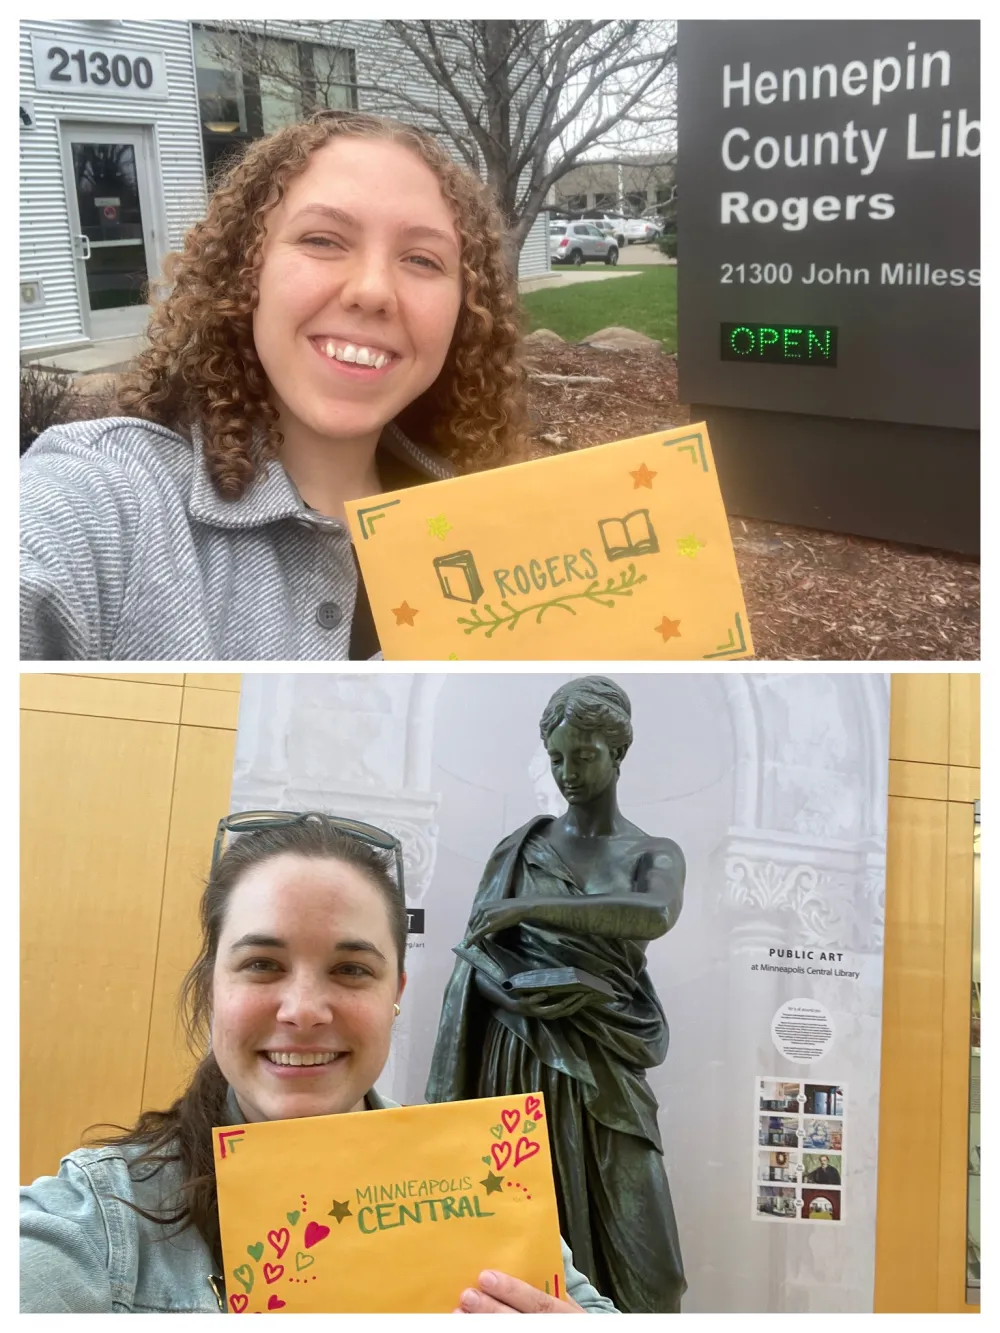 21300
Hennepin
County Lib
Rogers
21300 John Milless
OPEN
ROGERS
PUBLIC ART
at Minneapolis Central Library
MINNEAPOLIS
CENTRAL